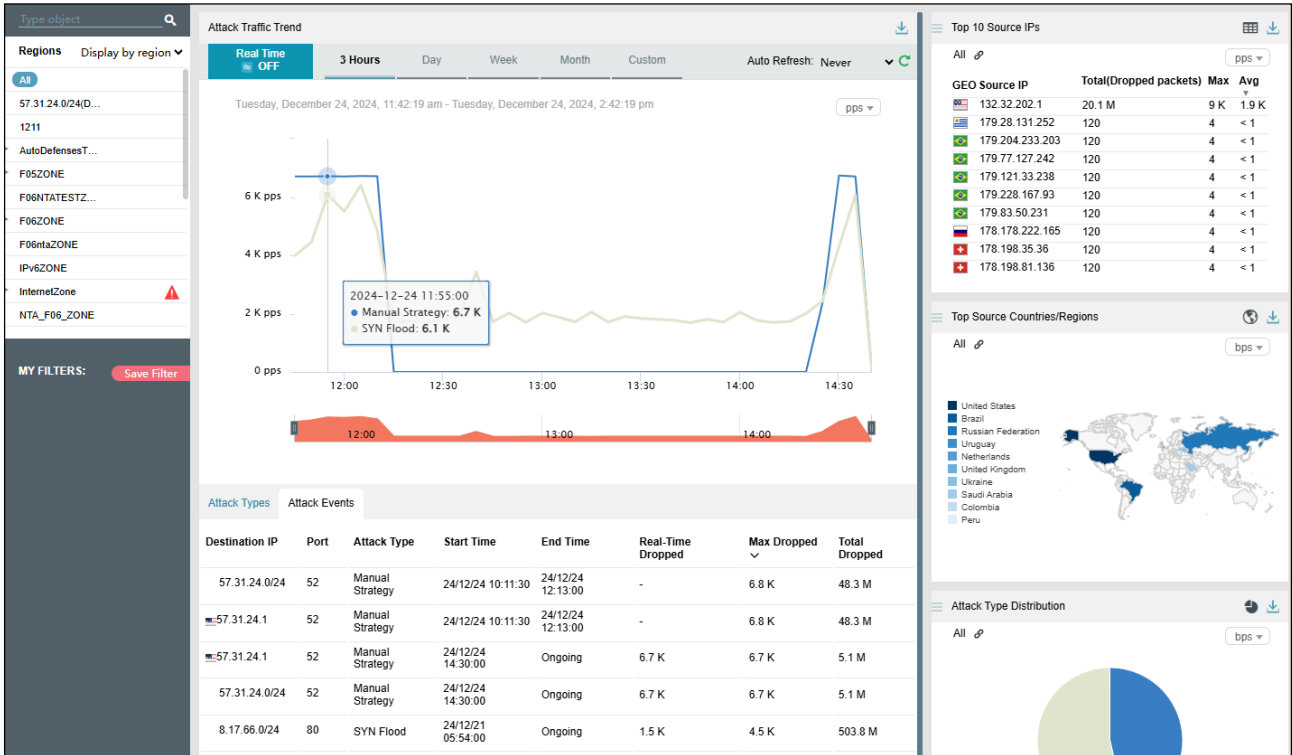 Type object
Regions Display by region
All
57.31.24.0/24(D...
1211
AutoDefensesT...
F05ZONE
F06NTATESTZ...
F06ZONE
F06ntaZONE
IPv6ZONE
InternetZone
NTA_F06_ZONE
MY FILTERS: Save Filter
Attack Traffic Trend
Real Time
OFF
3 Hours Day Week Month Custom Auto Refresh: Never
Tuesday, December 24, 2024, 11:42:19 am - Tuesday, December 24, 2024, 2:42:19 pm
pps
6 K pps
4 K pps
2 K pps
0 pps
2024-12-24 11:55:00
Manual Strategy: 6.7 K
SYN Flood: 6.1 K
12:00 12:30 13:00 13:30 14:00 14:30
12:00 13:00 14:00
Attack Types Attack Events
Destination IP Port Attack Type Start Time End Time Real-Time Dropped Max Dropped Total Dropped
57.31.24.0/24 52 Manual Strategy 24/12/24 10:11:30 24/12/24 12:13:00 - 6.8 K 48.3 M
57.31.24.1 52 Manual Strategy 24/12/24 10:11:30 24/12/24 12:13:00 - 6.8 K 48.3 M
57.31.24.1 52 Manual Strategy 24/12/24 14:30:00 Ongoing 6.7 K 6.7 K 5.1 M
57.31.24.0/24 52 Manual Strategy 24/12/24 14:30:00 Ongoing 6.7 K 6.7 K 5.1 M
8.17.66.0/24 80 SYN Flood 24/12/21 05:54:00 Ongoing 1.5 K 4.5 K 503.8 M
Top 10 Source IPs
All
pps
GEO Source IP Total(Dropped packets) Max Avg
132.32.202.1 20.1 M 9 K 1.9 K
179.28.131.252 120 4 < 1
179.204.233.203 120 4 < 1
179.77.127.242 120 4 < 1
179.121.33.238 120 4 < 1
179.228.167.93 120 4 < 1
179.83.50.231 120 4 < 1
178.178.222.165 120 4 < 1
178.198.35.36 120 4 < 1
178.198.81.136 120 4 < 1
Top Source Countries/Regions
All
bps
United States
Brazil
Russian Federation
Uruguay
Netherlands
United Kingdom
Ukraine
Saudi Arabia
Colombia
Peru
Attack Type Distribution
All
bps